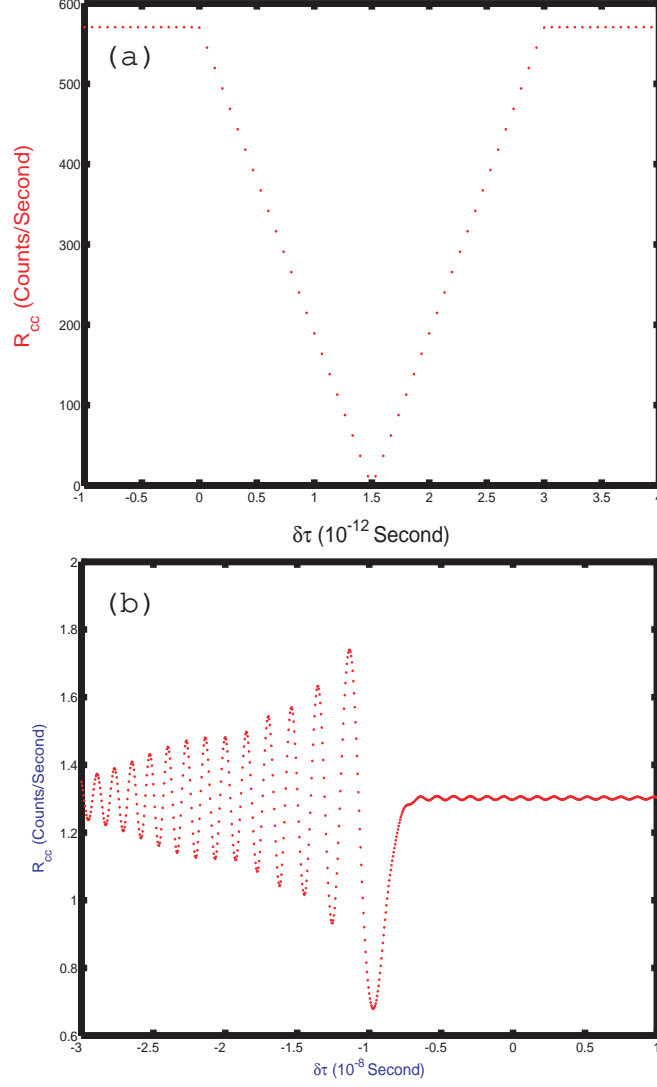 (a)
600
500
400
300
200
100
0
R_cc (Counts/Second)
-1 -0.5 0 0.5 1 1.5 2 2.5 3 3.5 4
δτ (10^-12 Second)
(b)
2
1.8
1.6
1.4
1.2
1
0.8
0.6
R_cc (Counts/Second)
-3 -2.5 -2 -1.5 -1 -0.5 0 0.5 1
δτ (10^-8 Second)